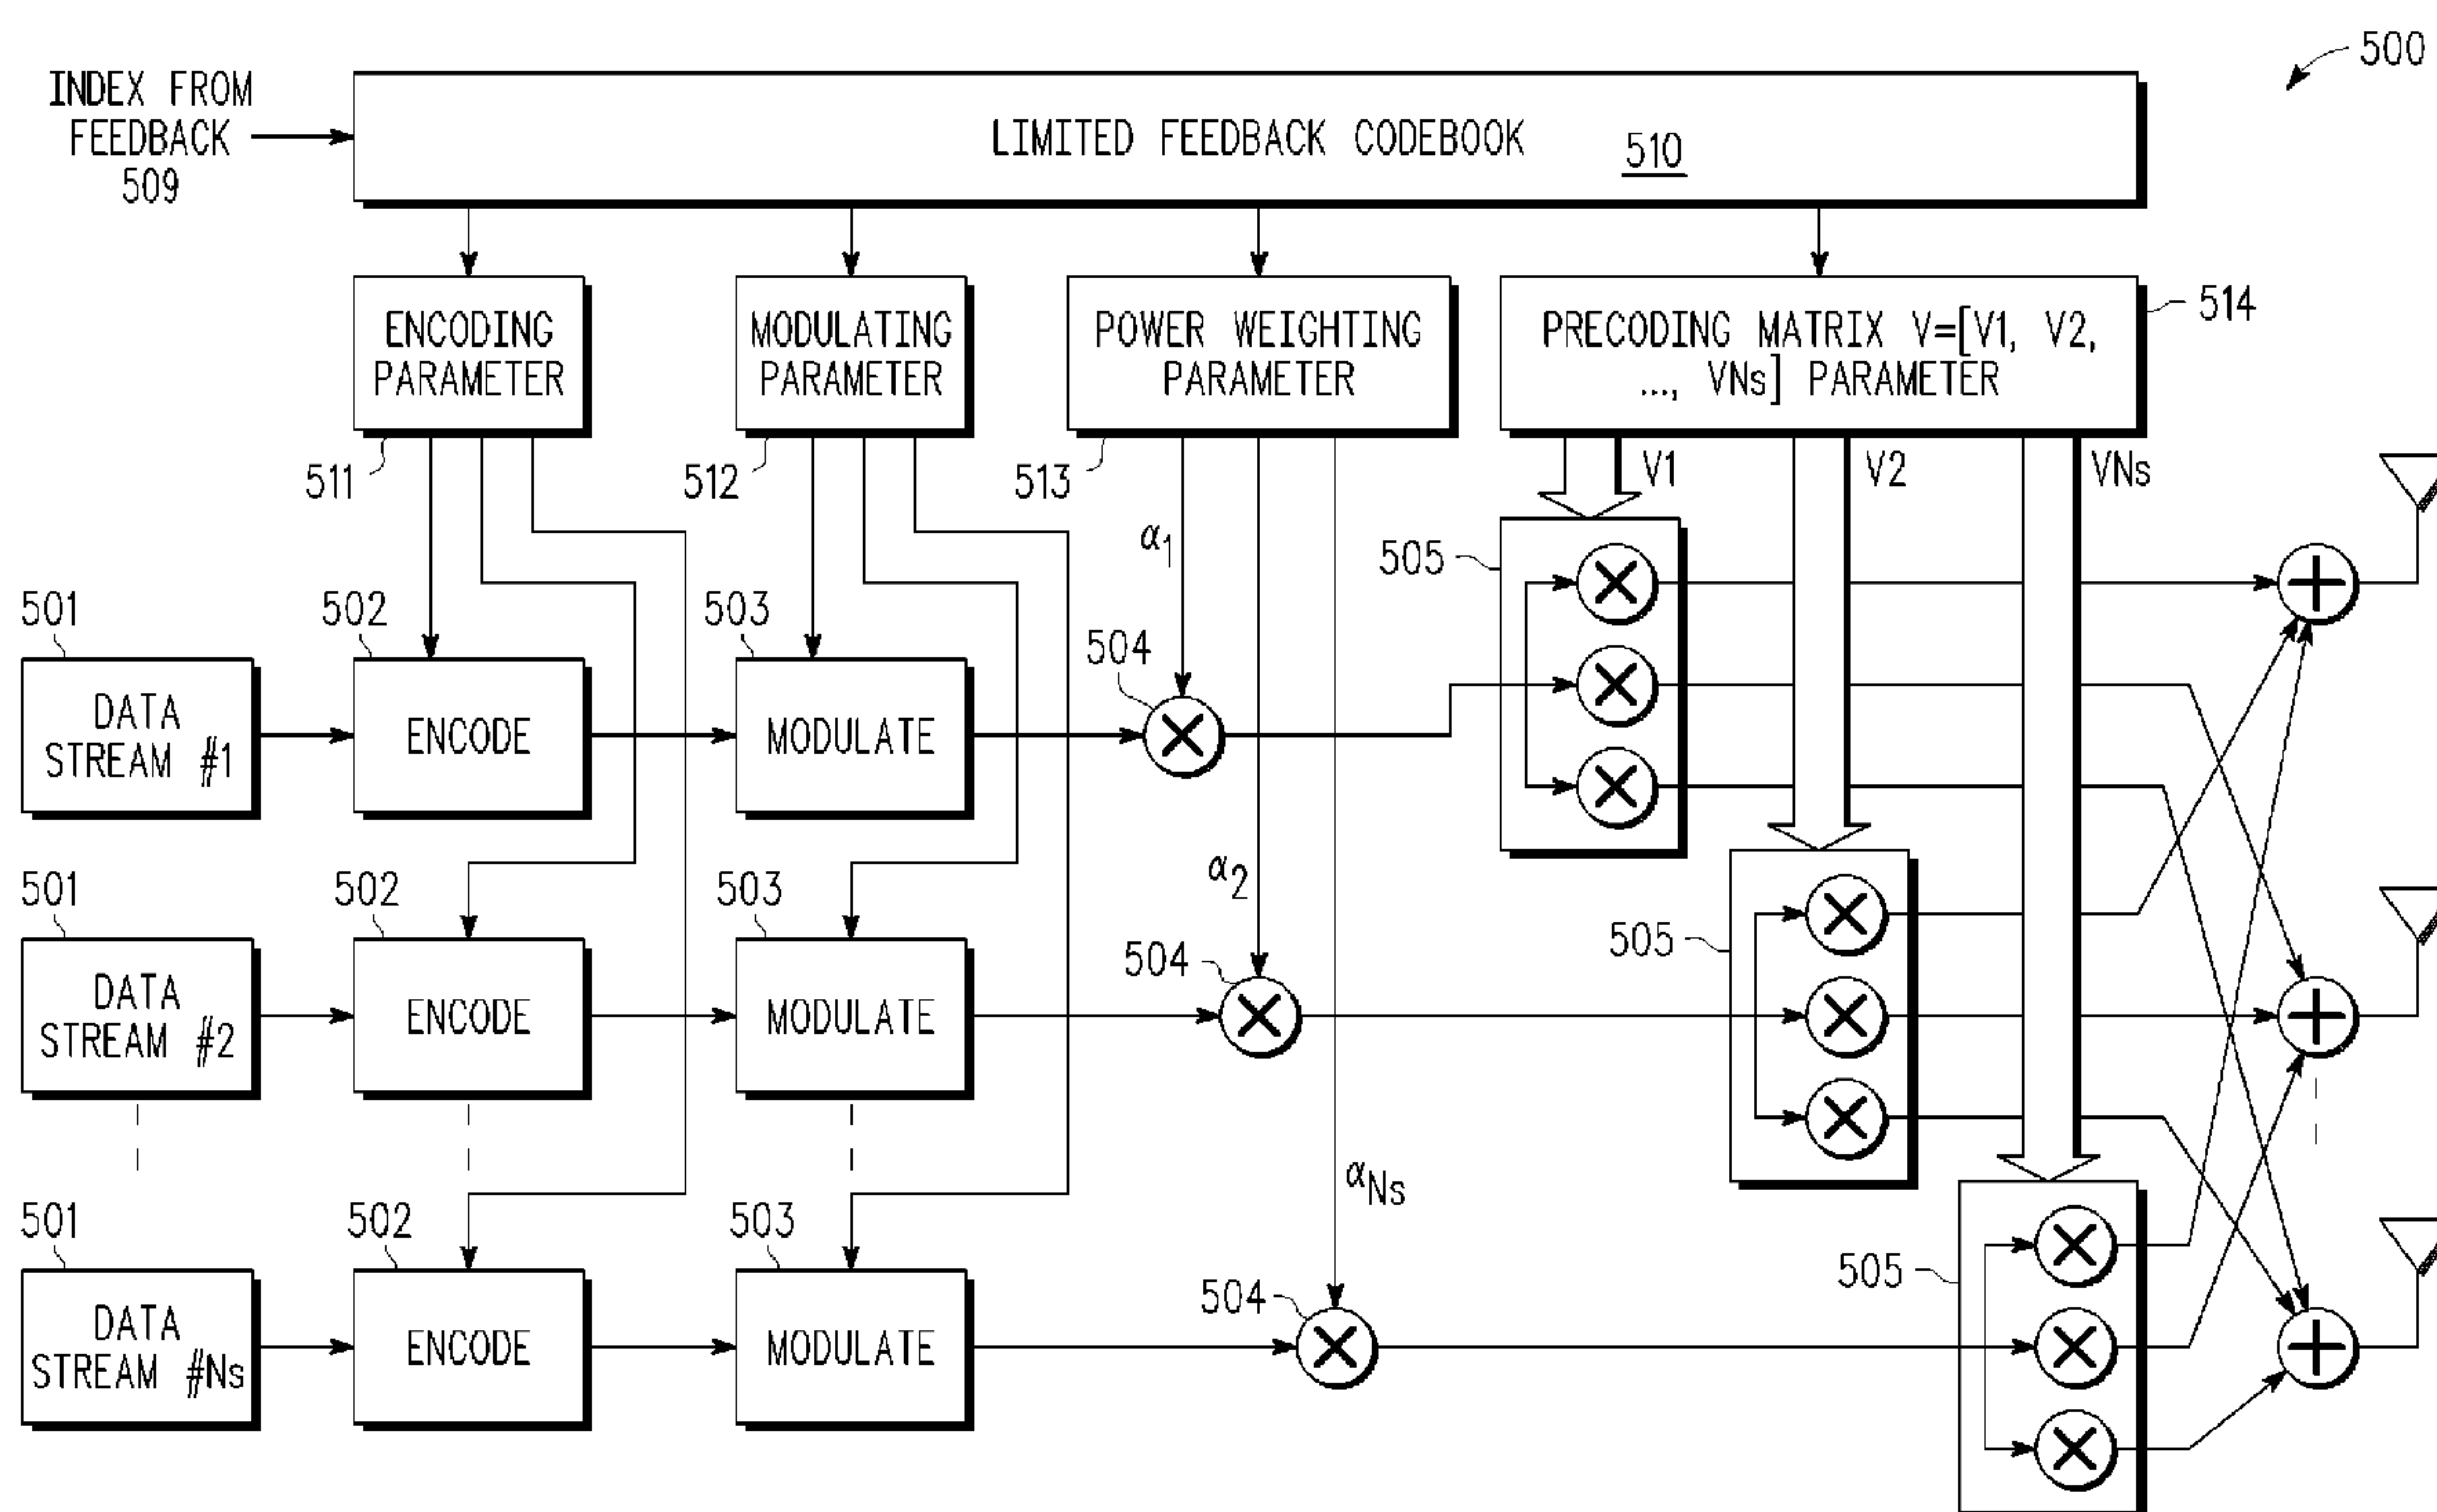 500
INDEX FROM
FEEDBACK
509
LIMITED FEEDBACK CODEBOOK 510
ENCODING
PARAMETER
MODULATING
PARAMETER
POWER WEIGHTING
PARAMETER
PRECODING MATRIX V=[V1, V2,
..., VNs] PARAMETER
514
511
512
513
V1
V2
VNs
α1
505
501
502
503
504
DATA
STREAM #1
ENCODE
MODULATE
α2
501
502
503
504
505
DATA
STREAM #2
ENCODE
MODULATE
αNs
501
502
503
504
505
DATA
STREAM #Ns
ENCODE
MODULATE